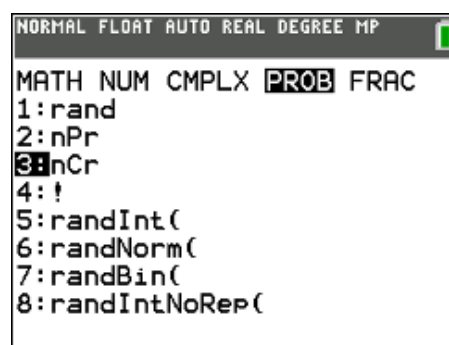 NORMAL FLOAT AUTO REAL DEGREE MP
MATH NUM CMPLX PROB FRAC
1:rand
2:nPr
3:nCr
4:!
5:randInt(
6:randNorm(
7:randBin(
8:randIntNoRep(